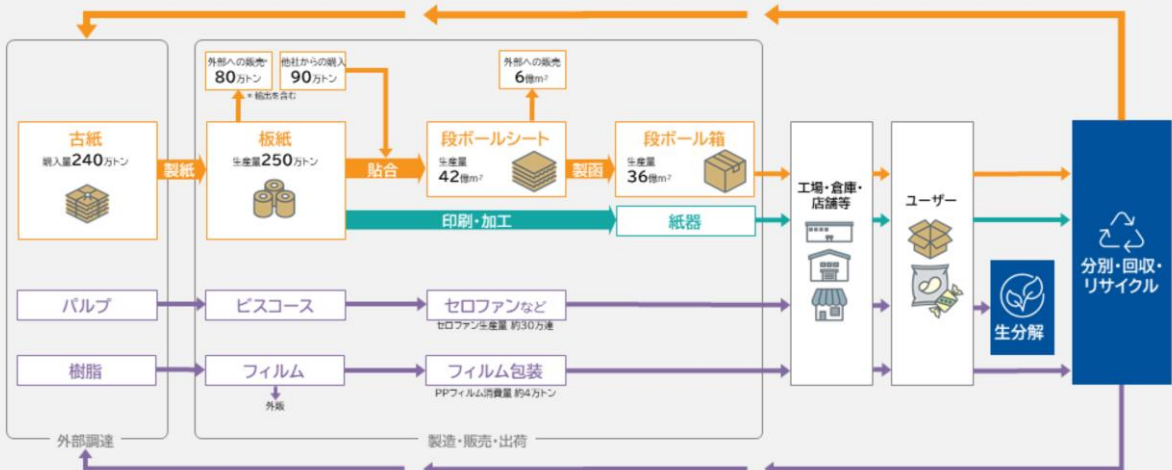 外部への販売*
80万トン
他社からの購入
90万トン
*輸出を含む
外部への販売
6億m²
古紙
購入量240万トン
製紙
板紙
生産量250万トン
貼合
段ボールシート
生産量
42億m²
製函
段ボール箱
生産量
36億m²
印刷・加工
紙器
工場・倉庫・
店舗等
ユーザー
分別・回収・
リサイクル
パルプ
ビスコース
セロファンなど
セロファン生産量 約30万連
生分解
樹脂
フィルム
外販
フィルム包装
PPフィルム消費量 約4万トン
外部調達
製造・販売・出荷